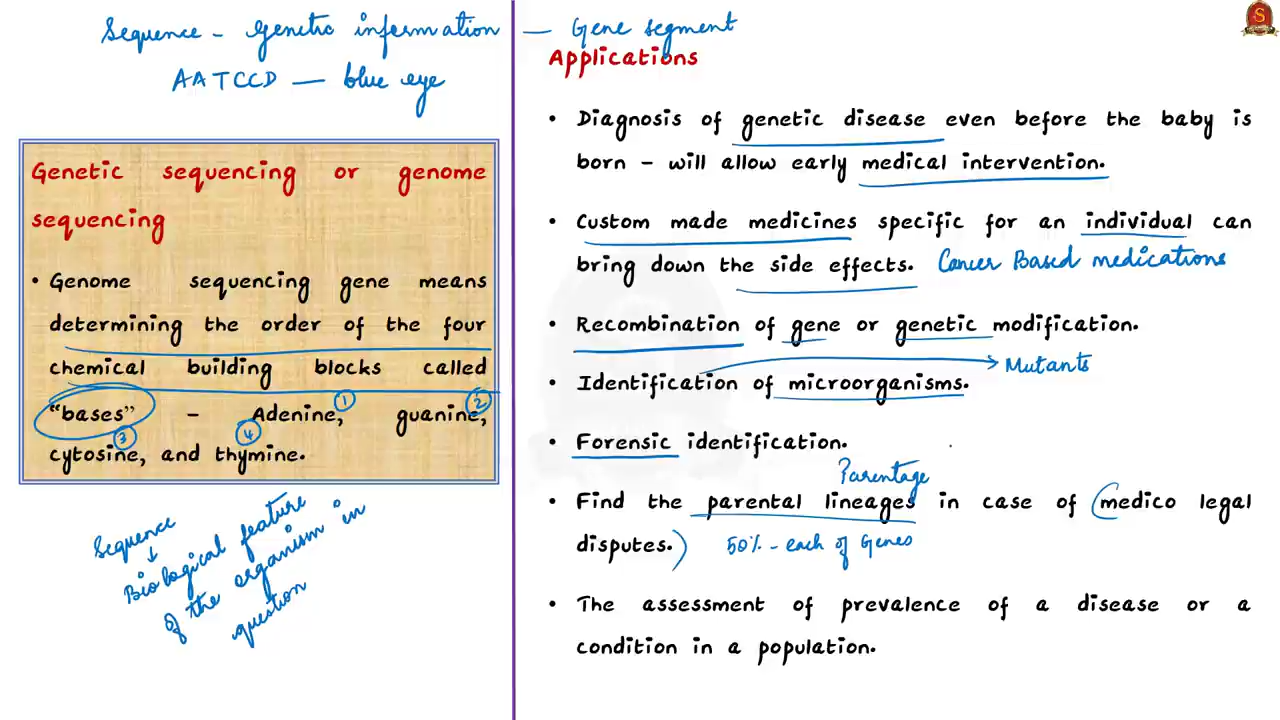 Sequence - Genetic information - Gene segment
AATCCD - blue eye
Genetic sequencing or genome
sequencing
• Genome sequencing gene means
determining the order of the four
chemical building blocks called
"bases" - Adenine, guanine,
1 2
cytosine, and thymine.
3 4
Sequence
↓
Biological feature
of the organism in
question
Applications
• Diagnosis of genetic disease even before the baby is
born - will allow early medical intervention.
• Custom made medicines specific for an individual can
bring down the side effects. Cancer Based medications
• Recombination of gene or genetic modification.
→ Mutants
• Identification of microorganisms.
• Forensic identification.
Parentage
• Find the parental lineages in case of (medico legal
disputes.) 50% - each of Genes
• The assessment of prevalence of a disease or a
condition in a population.